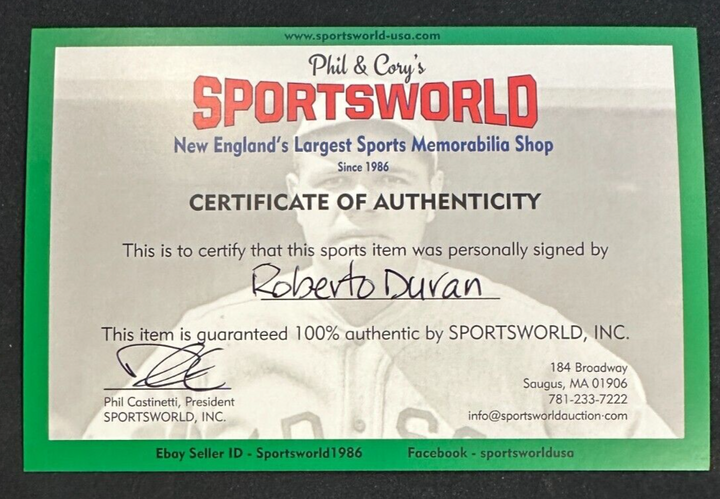 www.sportsworld-usa.com
Phil & Cory's
SPORTSWORLD
New England's Largest Sports Memorabilia Shop
Since 1986
CERTIFICATE OF AUTHENTICITY
This is to certify that this sports item was personally signed by
Roberto Duran
This item is guaranteed 100% authentic by SPORTSWORLD, INC.
Phil Castinetti, President
SPORTSWORLD, INC.
184 Broadway
Saugus, MA 01906
781-233-7222
info@sportsworldauction.com
Ebay Seller ID - Sportsworld1986 Facebook - sportsworldusa